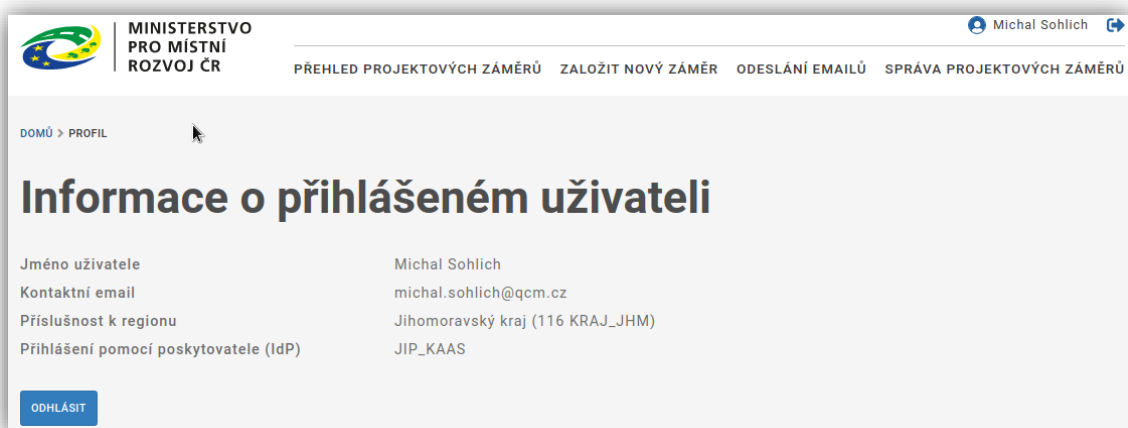 MINISTERSTVO
PRO MÍSTNÍ
ROZVOJ ČR
Michal Sohlich
PŘEHLED PROJEKTOVÝCH ZÁMĚRŮ ZALOŽIT NOVÝ ZÁMĚR ODESLÁNÍ EMAILŮ SPRÁVA PROJEKTOVÝCH ZÁMĚRŮ
DOMŮ > PROFIL
Informace o přihlášeném uživateli
Jméno uživatele Michal Sohlich
Kontaktní email michal.sohlich@qcm.cz
Příslušnost k regionu Jihomoravský kraj (116 KRAJ_JHM)
Přihlášení pomocí poskytovatele (IdP) JIP_KAAS
ODHLÁSIT